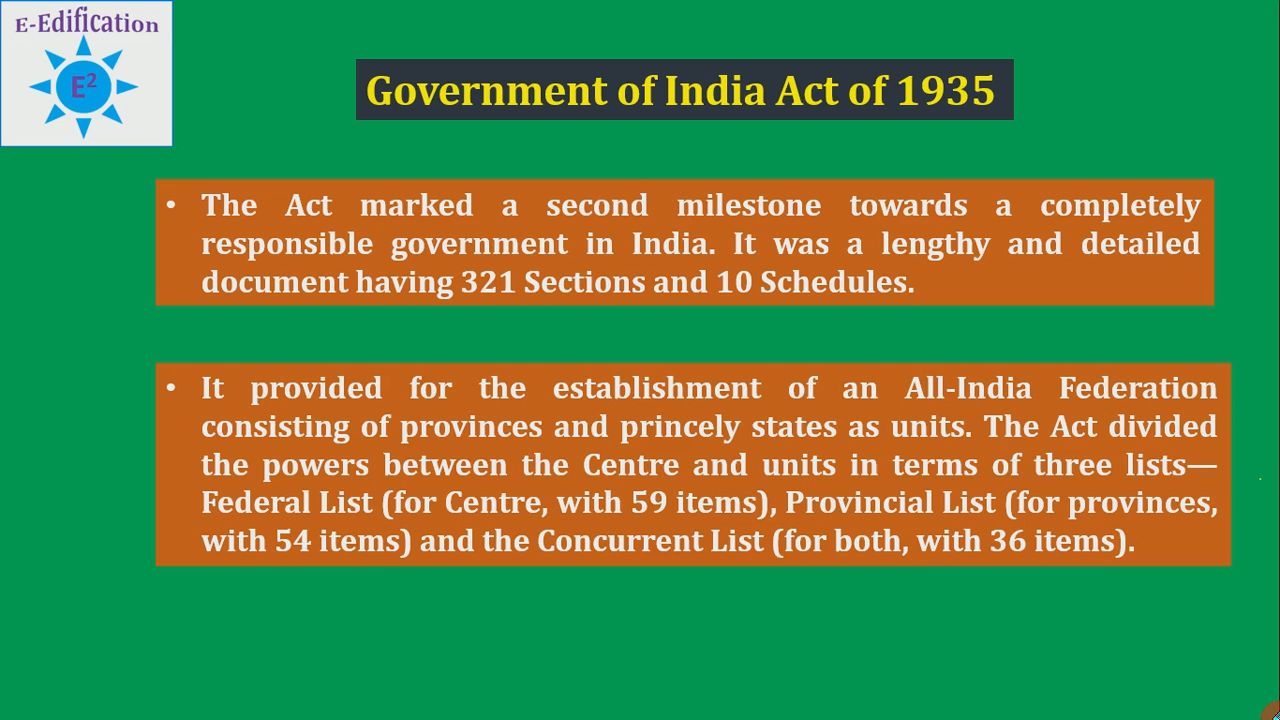 E-Edification
E²
Government of India Act of 1935
• The Act marked a second milestone towards a completely
responsible government in India. It was a lengthy and detailed
document having 321 Sections and 10 Schedules.
• It provided for the establishment of an All-India Federation
consisting of provinces and princely states as units. The Act divided
the powers between the Centre and units in terms of three lists—
Federal List (for Centre, with 59 items), Provincial List (for provinces,
with 54 items) and the Concurrent List (for both, with 36 items).